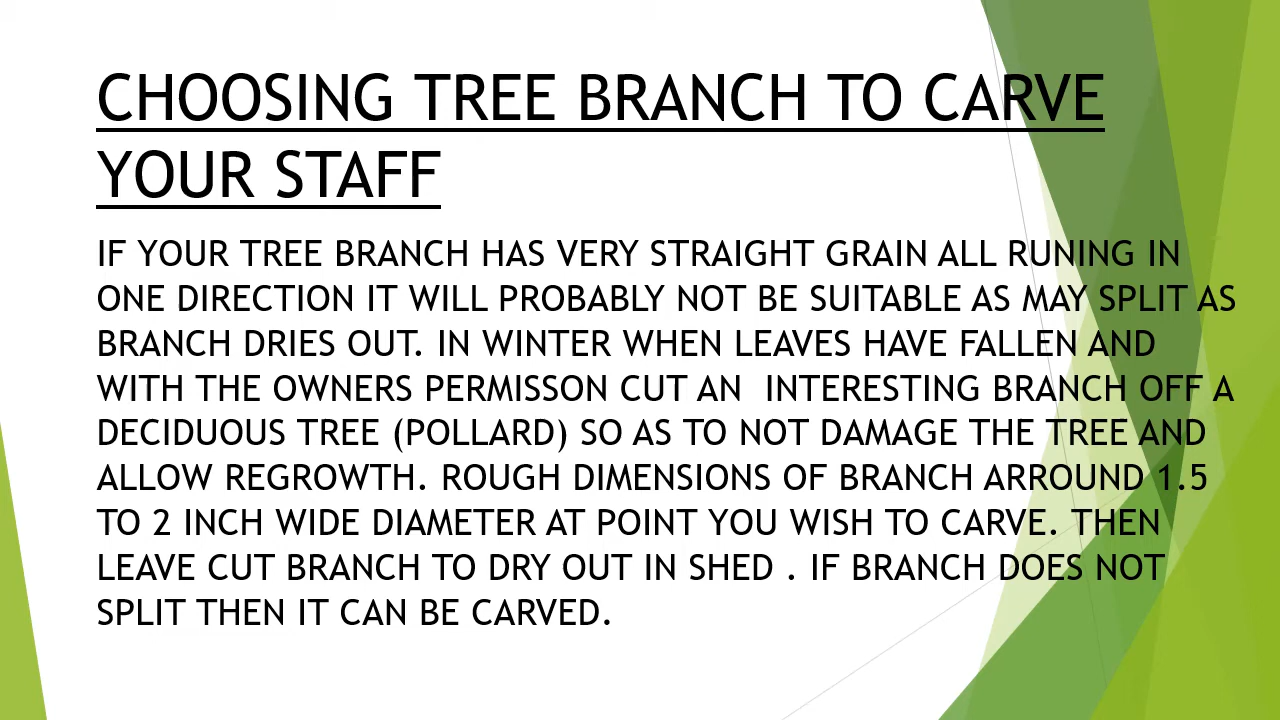 CHOOSING TREE BRANCH TO CARVE
YOUR STAFF
IF YOUR TREE BRANCH HAS VERY STRAIGHT GRAIN ALL RUNING IN
ONE DIRECTION IT WILL PROBABLY NOT BE SUITABLE AS MAY SPLIT AS
BRANCH DRIES OUT. IN WINTER WHEN LEAVES HAVE FALLEN AND
WITH THE OWNERS PERMISSON CUT AN  INTERESTING BRANCH OFF A
DECIDUOUS TREE (POLLARD) SO AS TO NOT DAMAGE THE TREE AND
ALLOW REGROWTH. ROUGH DIMENSIONS OF BRANCH ARROUND 1.5
TO 2 INCH WIDE DIAMETER AT POINT YOU WISH TO CARVE. THEN
LEAVE CUT BRANCH TO DRY OUT IN SHED . IF BRANCH DOES NOT
SPLIT THEN IT CAN BE CARVED.